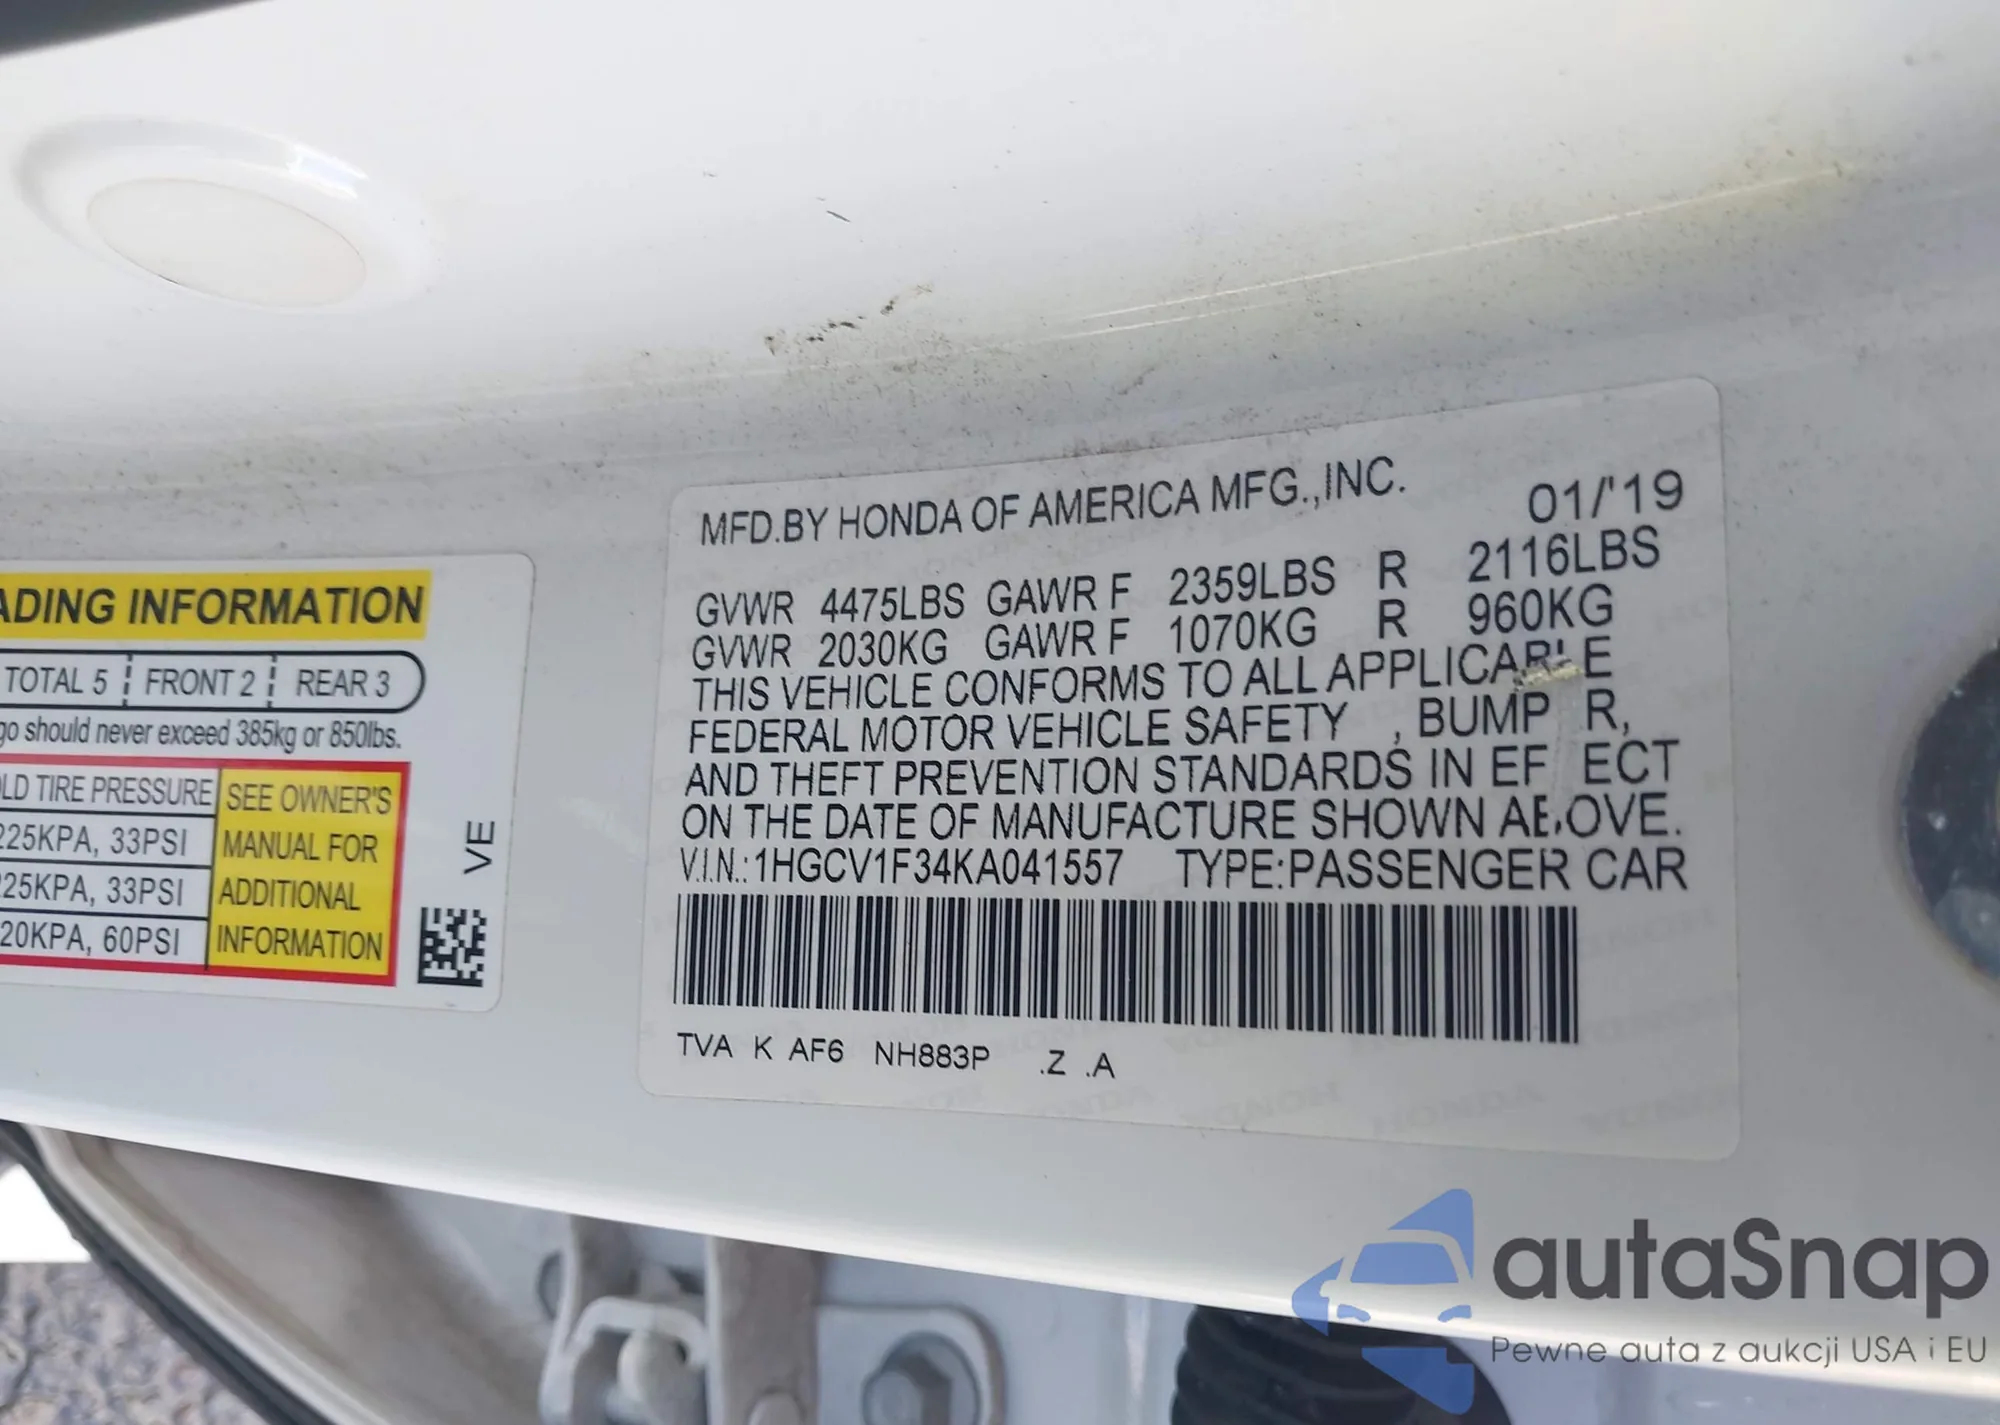 ADING INFORMATION
TOTAL 5 FRONT 2 REAR 3
go should never exceed 385kg or 850lbs.
LD TIRE PRESSURE
225KPA, 33PSI
225KPA, 33PSI
20KPA, 60PSI
SEE OWNER'S
MANUAL FOR
ADDITIONAL
INFORMATION
VE
MFD.BY HONDA OF AMERICA MFG.,INC. 01/'19
GVWR 4475LBS GAWR F 2359LBS R 2116LBS
GVWR 2030KG GAWR F 1070KG R 960KG
THIS VEHICLE CONFORMS TO ALL APPLICABLE
FEDERAL MOTOR VEHICLE SAFETY , BUMP R,
AND THEFT PREVENTION STANDARDS IN EF ECT
ON THE DATE OF MANUFACTURE SHOWN ABOVE.
V.I.N.:1HGCV1F34KA041557 TYPE:PASSENGER CAR
TVA K AF6 NH883P .Z .A
autaSnap
Pewne auta z aukcji USA i EU